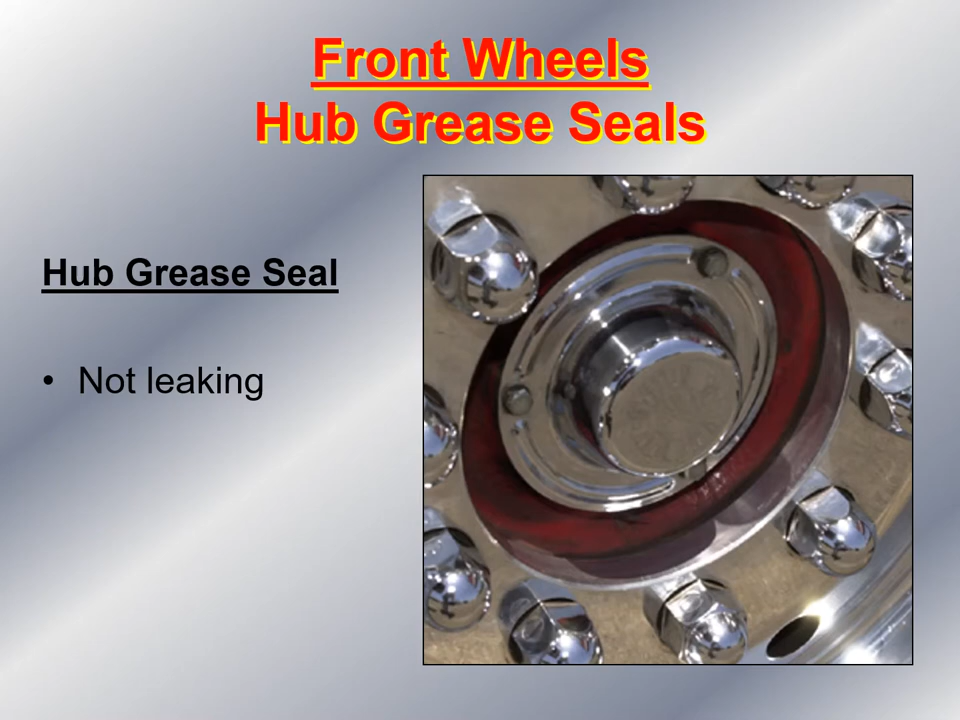 Front Wheels
Hub Grease Seals
Hub Grease Seal
• Not leaking